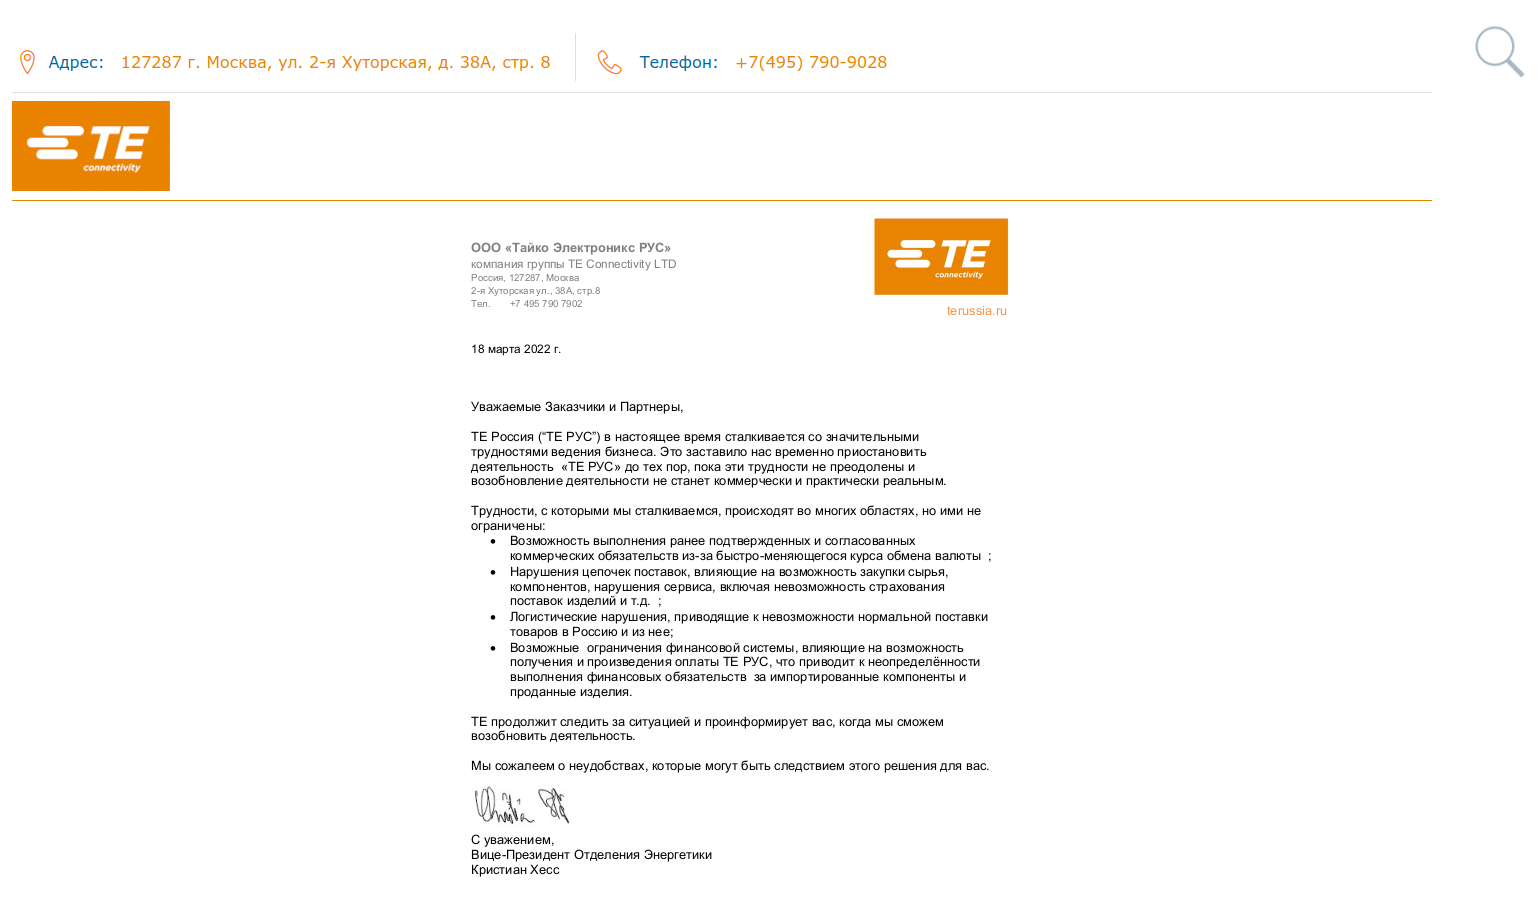 Адрес: 127287 г. Москва, ул. 2-я Хуторская, д. 38А, стр. 8
Телефон: +7(495) 790-9028
TE
connectivity
ООО «Тайко Электроникс РУС»
компания группы TE Connectivity LTD
Россия, 127287, Москва
2-я Хуторская ул., 38А, стр.8
Тел. +7 495 790 7902
TE
connectivity
terussia.ru
18 марта 2022 г.
Уважаемые Заказчики и Партнеры,
ТЕ Россия (“ТЕ РУС”) в настоящее время сталкивается со значительными
трудностями ведения бизнеса. Это заставило нас временно приостановить
деятельность «ТЕ РУС» до тех пор, пока эти трудности не преодолены и
возобновление деятельности не станет коммерчески и практически реальным.
Трудности, с которыми мы сталкиваемся, происходят во многих областях, но ими не
ограничены:
• Возможность выполнения ранее подтвержденных и согласованных
коммерческих обязательств из-за быстро-меняющегося курса обмена валюты ;
• Нарушения цепочек поставок, влияющие на возможность закупки сырья,
компонентов, нарушения сервиса, включая невозможность страхования
поставок изделий и т.д. ;
• Логистические нарушения, приводящие к невозможности нормальной поставки
товаров в Россию и из нее;
• Возможные ограничения финансовой системы, влияющие на возможность
получения и произведения оплаты ТЕ РУС, что приводит к неопределённости
выполнения финансовых обязательств за импортированные компоненты и
проданные изделия.
ТЕ продолжит следить за ситуацией и проинформирует вас, когда мы сможем
возобновить деятельность.
Мы сожалеем о неудобствах, которые могут быть следствием этого решения для вас.
С уважением,
Вице-Президент Отделения Энергетики
Кристиан Хесс